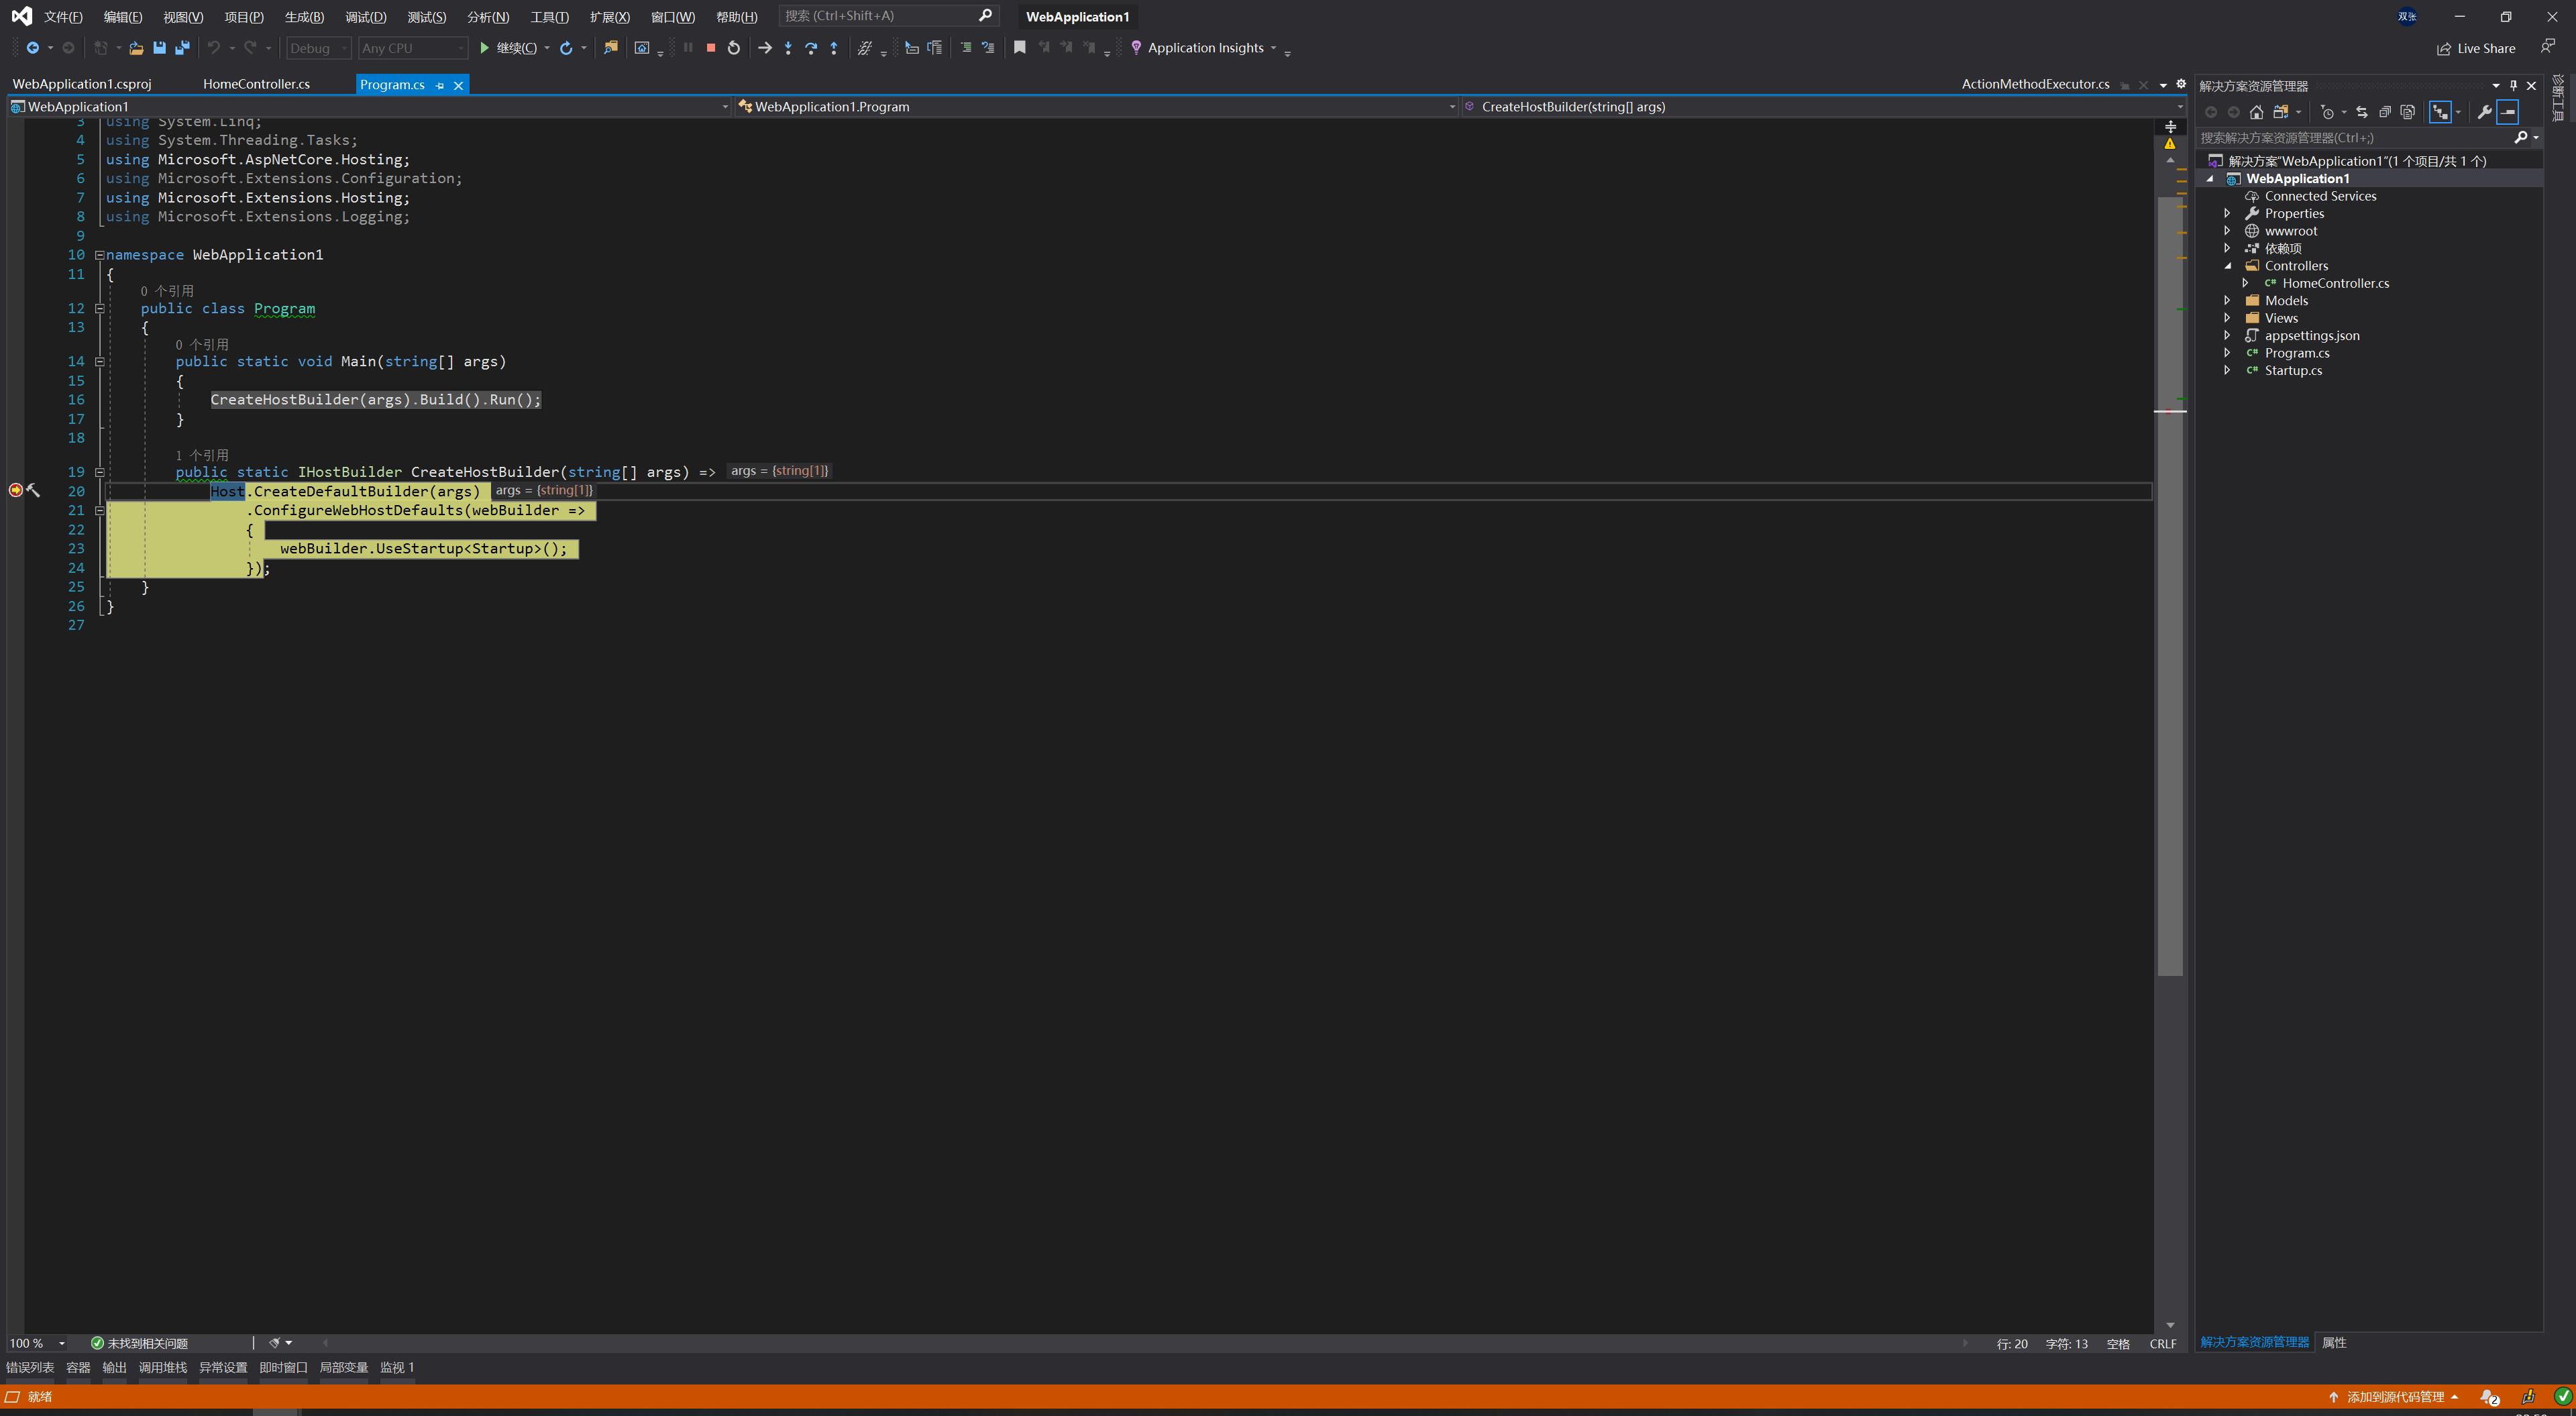 文件(F) 编辑(E) 视图(V) 项目(P) 生成(B) 调试(D) 测试(S) 分析(N) 工具(T) 扩展(X) 窗口(W) 帮助(H) 搜索 (Ctrl+Shift+A) WebApplication1 双张
Debug Any CPU 继续(C) Application Insights Live Share
WebApplication1.csproj HomeController.cs Program.cs ActionMethodExecutor.cs
WebApplication1 WebApplication1.Program CreateHostBuilder(string[] args)
3 using System.Linq;
4 using System.Threading.Tasks;
5 using Microsoft.AspNetCore.Hosting;
6 using Microsoft.Extensions.Configuration;
7 using Microsoft.Extensions.Hosting;
8 using Microsoft.Extensions.Logging;
9
10 namespace WebApplication1
11 {
0 个引用
12 public class Program
13 {
0 个引用
14 public static void Main(string[] args)
15 {
16 CreateHostBuilder(args).Build().Run();
17 }
18
1 个引用
19 public static IHostBuilder CreateHostBuilder(string[] args) => args = {string[1]}
20 Host.CreateDefaultBuilder(args) args = {string[1]}
21 .ConfigureWebHostDefaults(webBuilder =>
22 {
23 webBuilder.UseStartup<Startup>();
24 });
25 }
26 }
27
解决方案资源管理器
搜索解决方案资源管理器(Ctrl+;)
解决方案"WebApplication1"(1 个项目/共 1 个)
WebApplication1
Connected Services
Properties
wwwroot
依赖项
Controllers
C# HomeController.cs
Models
Views
appsettings.json
C# Program.cs
C# Startup.cs
诊断工具
100 % 未找到相关问题 行: 20 字符: 13 空格 CRLF
解决方案资源管理器 属性
错误列表 容器 输出 调用堆栈 异常设置 即时窗口 局部变量 监视 1
就绪 添加到源代码管理 2